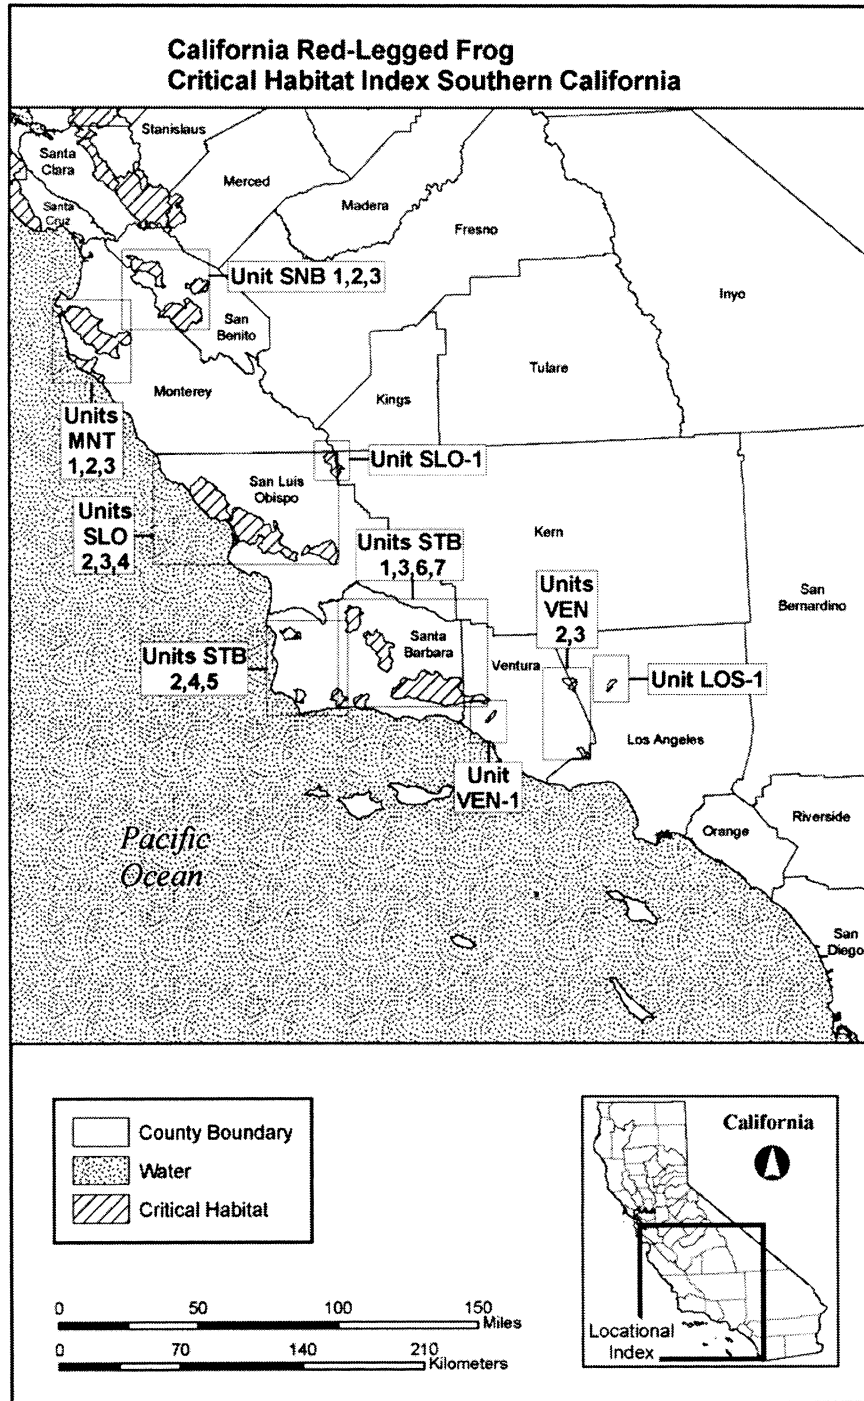 California Red-Legged Frog
Critical Habitat Index Southern California
Stanislaus
Santa
Clara
Merced
Madera
Santa
Cruz
Fresno
Unit SNB 1,2,3
Inyo
San
Benito
Tulare
Monterey
Kings
Units
MNT
1,2,3
Unit SLO-1
San Luis
Obispo
Units
SLO
2,3,4
Kern
Units STB
1,3,6,7
Units
VEN
2,3
San
Bernardino
Units STB
2,4,5
Santa
Barbara
Ventura
Unit LOS-1
Los Angeles
Unit
VEN-1
Riverside
Orange
Pacific
Ocean
San
Diego
County Boundary
Water
Critical Habitat
California
Locational
Index
0 50 100 150
Miles
0 70 140 210
Kilometers